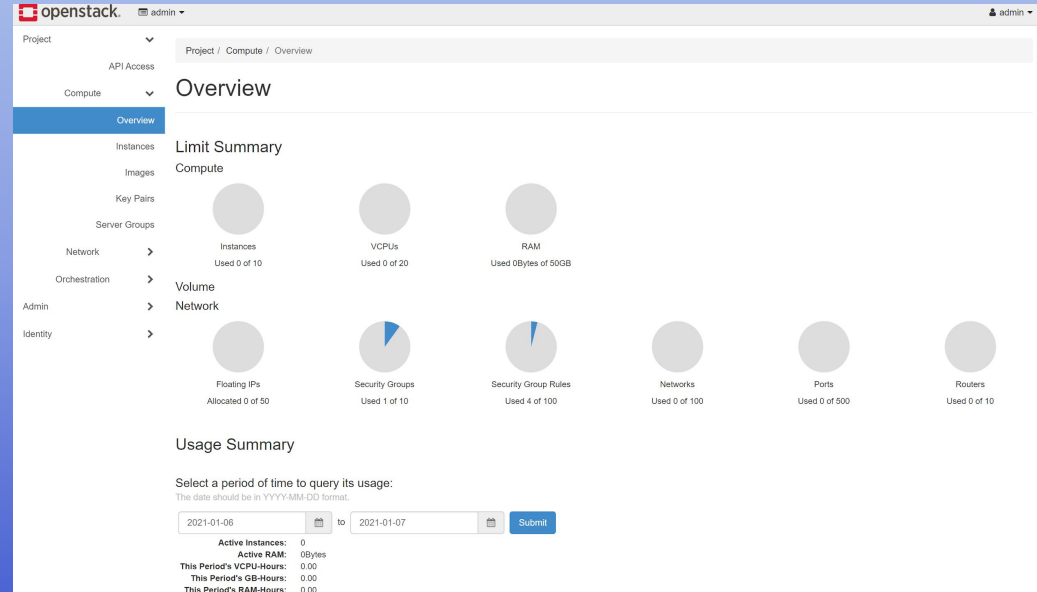 openstack. admin admin
Project
API Access
Compute
Overview
Instances
Images
Key Pairs
Server Groups
Network
Orchestration
Admin
Identity
Project / Compute / Overview
Overview
Limit Summary
Compute
Instances VCPUs RAM
Used 0 of 10 Used 0 of 20 Used 0Bytes of 50GB
Volume
Network
Floating IPs Security Groups Security Group Rules Networks Ports Routers
Allocated 0 of 50 Used 1 of 10 Used 4 of 100 Used 0 of 100 Used 0 of 500 Used 0 of 10
Usage Summary
Select a period of time to query its usage:
The date should be in YYYY-MM-DD format.
2021-01-06 to 2021-01-07 Submit
Active Instances: 0
Active RAM: 0Bytes
This Period's VCPU-Hours: 0.00
This Period's GB-Hours: 0.00
This Period's RAM-Hours: 0.00